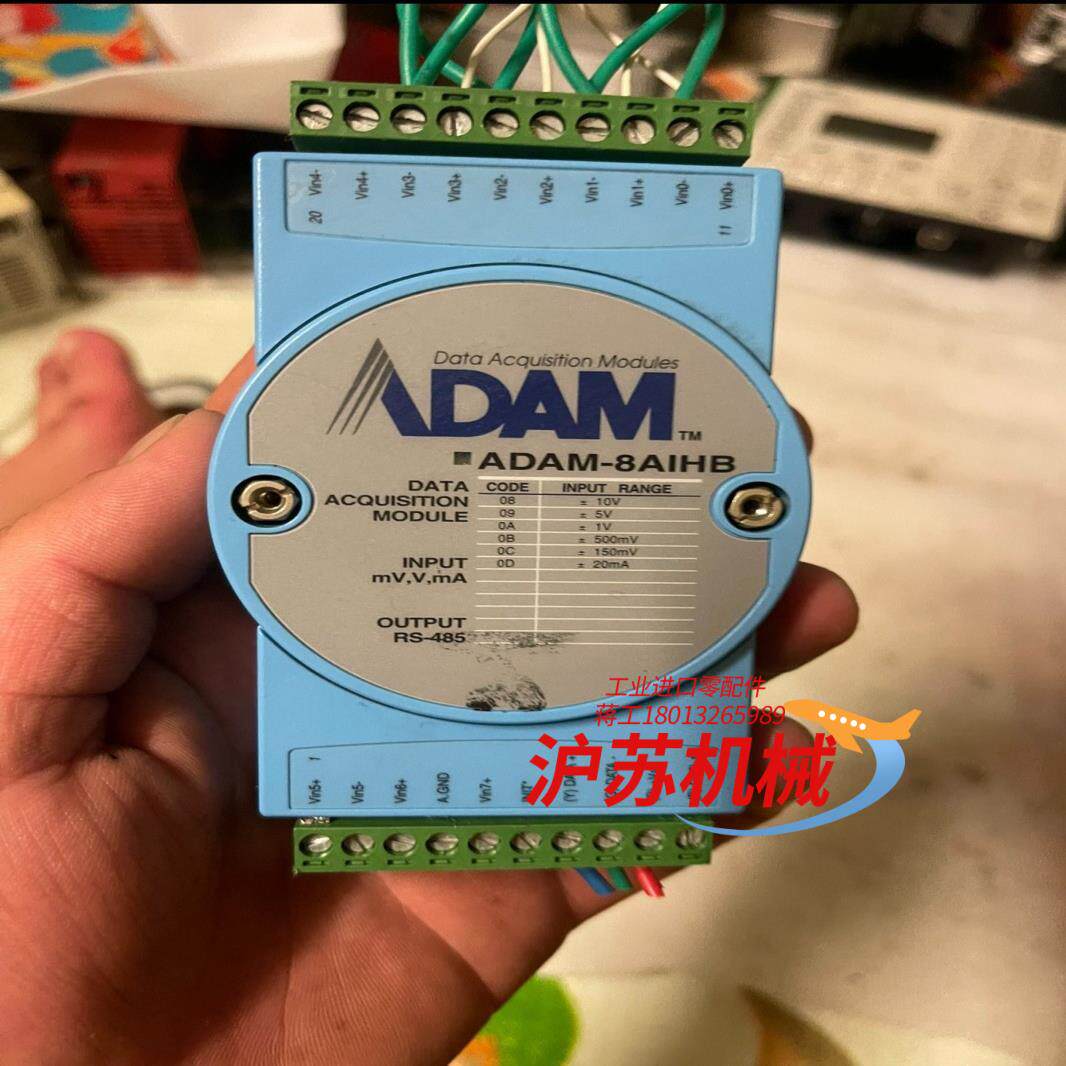 Vin4- Vin4+ Vin3- Vin3+ Vin2- Vin2+ Vin1- Vin1+ Vin0- Vin0+
20 11
Data Acquisition Modules
ADAM TM
ADAM-8AIHB
DATA
ACQUISITION
MODULE
CODE INPUT RANGE
08 ± 10V
09 ± 5V
0A ± 1V
0B ± 500mV
0C ± 150mV
0D ± 20mA
INPUT
mV,V,mA
OUTPUT
RS-485
工业进口零配件
蒋工18013265989
沪苏机械
1
Vin5+ Vin5- Vin6+ A.GND Vin7+ INIT* (Y) DATA